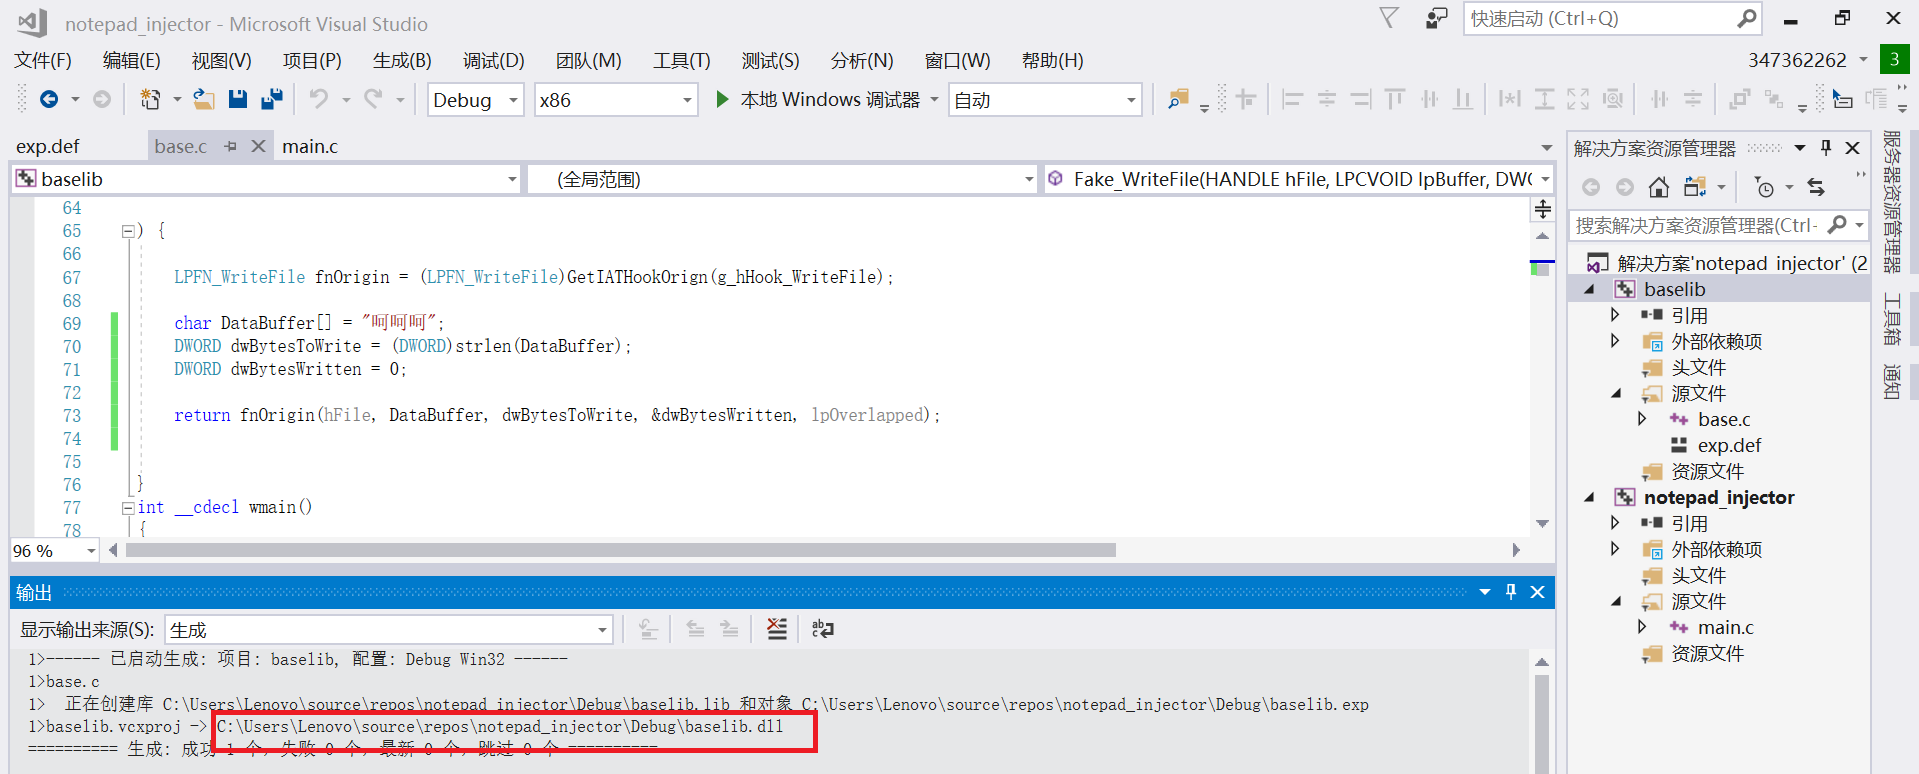 notepad_injector - Microsoft Visual Studio
快速启动 (Ctrl+Q)
文件(F) 编辑(E) 视图(V) 项目(P) 生成(B) 调试(D) 团队(M) 工具(T) 测试(S) 分析(N) 窗口(W) 帮助(H)
347362262 3
Debug x86 本地 Windows 调试器 自动
exp.def base.c main.c
baselib (全局范围) Fake_WriteFile(HANDLE hFile, LPCVOID lpBuffer, DWC
64
65 ) {
66
67 LPFN_WriteFile fnOrigin = (LPFN_WriteFile)GetIATHookOrign(g_hHook_WriteFile);
68
69 char DataBuffer[] = "呵呵呵";
70 DWORD dwBytesToWrite = (DWORD)strlen(DataBuffer);
71 DWORD dwBytesWritten = 0;
72
73 return fnOrigin(hFile, DataBuffer, dwBytesToWrite, &dwBytesWritten, lpOverlapped);
74
75
76 }
77 int __cdecl wmain()
78 {
96 %
输出
显示输出来源(S): 生成
1>------ 已启动生成: 项目: baselib, 配置: Debug Win32 ------
1>base.c
1> 正在创建库 C:\Users\Lenovo\source\repos\notepad_injector\Debug\baselib.lib 和对象 C:\Users\Lenovo\source\repos\notepad_injector\Debug\baselib.exp
1>baselib.vcxproj -> C:\Users\Lenovo\source\repos\notepad_injector\Debug\baselib.dll
========== 生成: 成功 1 个，失败 0 个，最新 0 个，跳过 0 个 ==========
解决方案资源管理器
搜索解决方案资源管理器(Ctrl-
解决方案'notepad_injector' (2
baselib
引用
外部依赖项
头文件
源文件
base.c
exp.def
资源文件
notepad_injector
引用
外部依赖项
头文件
源文件
main.c
资源文件
服务器资源管理器
工具箱
通知